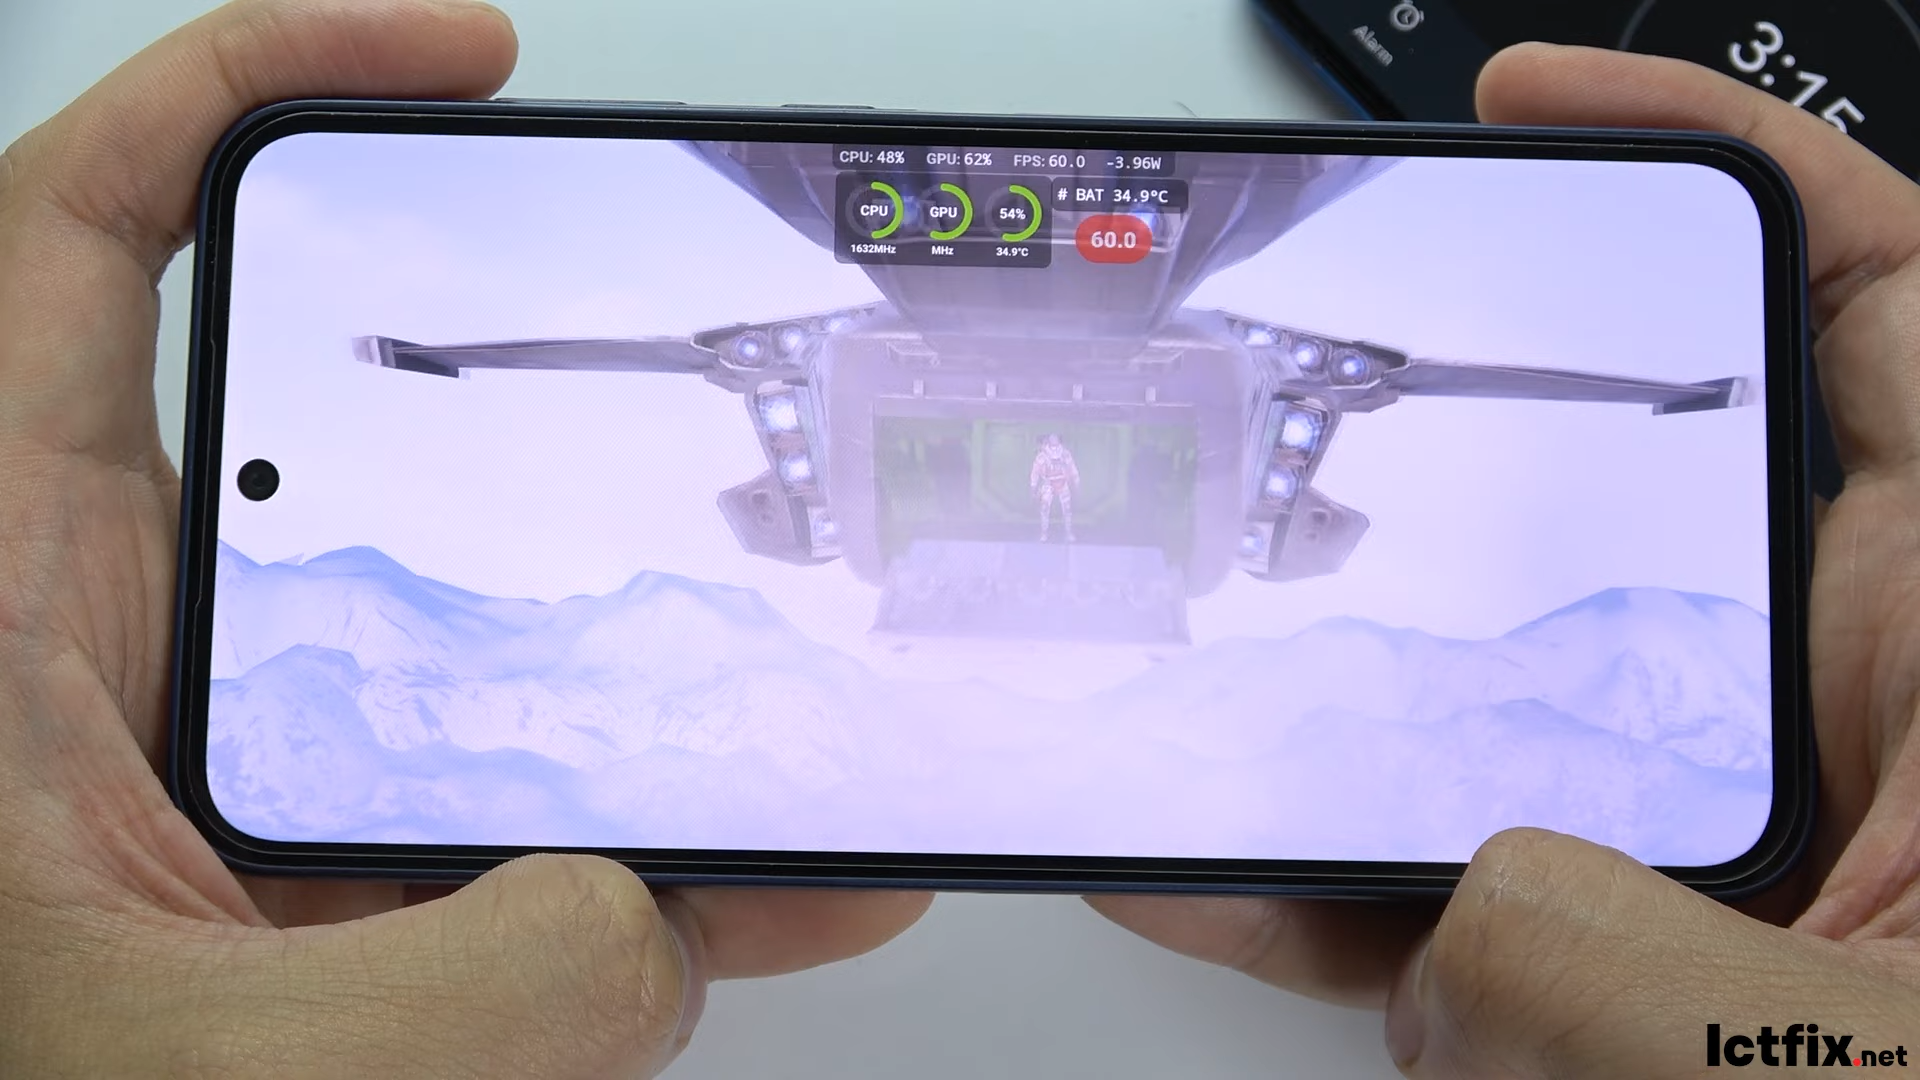 Alarm
3:15
CPU: 48% GPU: 62% FPS: 60.0 -3.96W
# BAT 34.9°C
CPU GPU 54%
60.0
1632MHz MHz 34.9°C
Ictfix.net